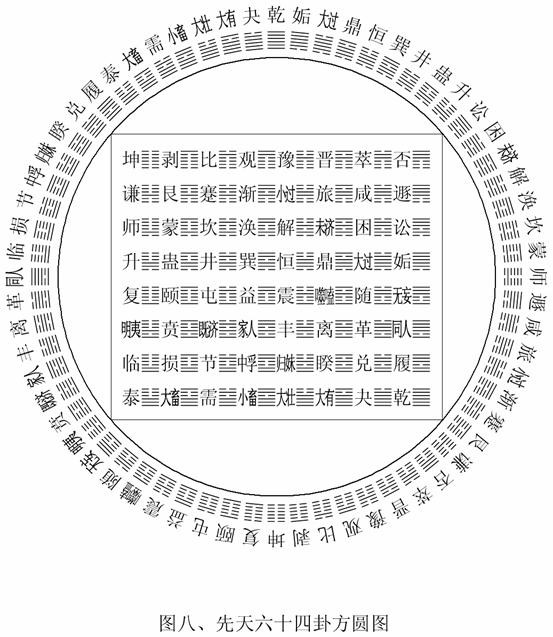 乾 姤 大过 鼎 恒 巽 井 蛊 升 讼 困 未济 解 涣 坎 蒙 师 遯 咸 旅 小过 渐 蹇 艮 谦 否 萃 晋 豫 观 比 剥 坤 复 颐 屯 益 震 噬嗑 随 无妄 明夷 贲 既济 家人 丰 离 革 同人 临 损 节 中孚 归妹 睽 兑 履 泰 大畜 需 小畜 大壮 大有 夬
坤 剥 比 观 豫 晋 萃 否
谦 艮 蹇 渐 小过 旅 咸 遯
师 蒙 坎 涣 解 未济 困 讼
升 蛊 井 巽 恒 鼎 大过 姤
复 颐 屯 益 震 噬嗑 随 无妄
明夷 贲 既济 家人 丰 离 革 同人
临 损 节 中孚 归妹 睽 兑 履
泰 大畜 需 小畜 大壮 大有 夬 乾
图八、先天六十四卦方圆图